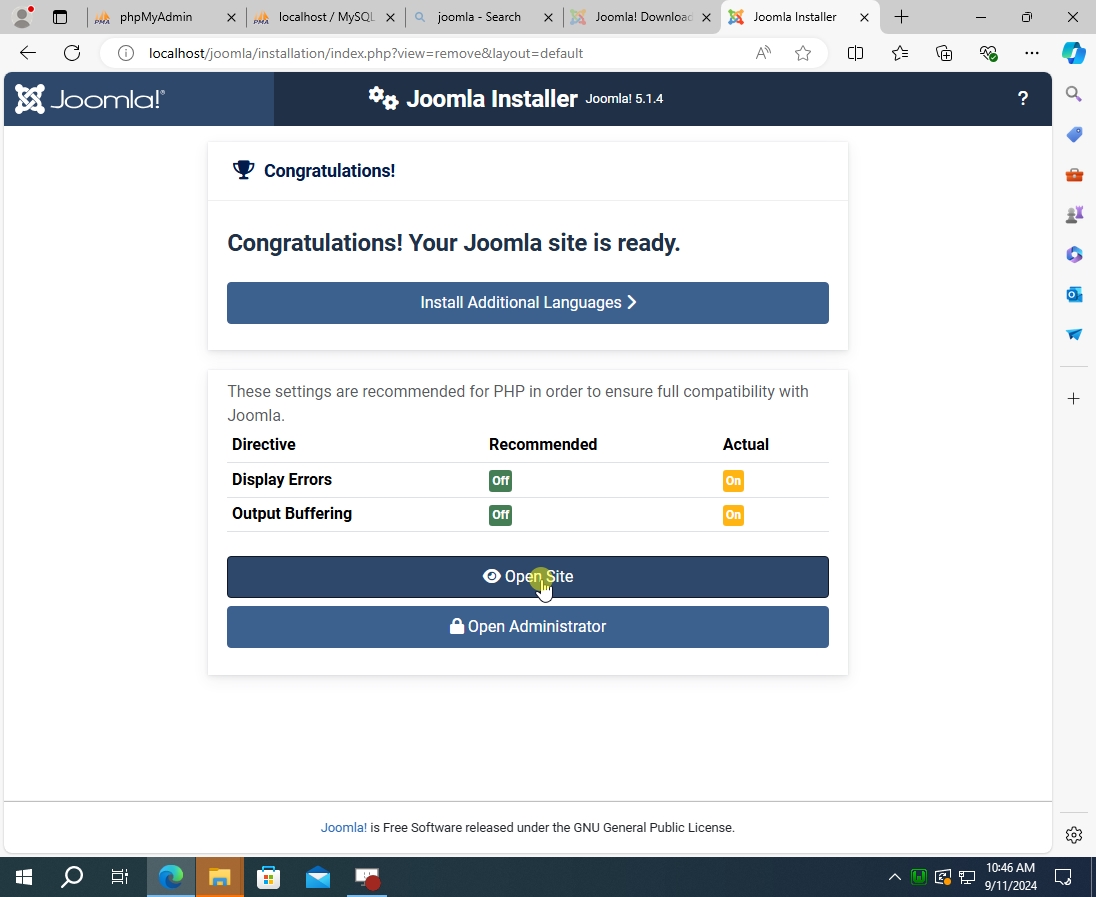 phpMyAdmin
localhost / MySQL
joomla - Search
Joomla! Download
Joomla Installer
localhost/joomla/installation/index.php?view=remove&layout=default
Joomla!®
Joomla Installer Joomla! 5.1.4
?
Congratulations!
Congratulations! Your Joomla site is ready.
Install Additional Languages
These settings are recommended for PHP in order to ensure full compatibility with
Joomla.
Directive Recommended Actual
Display Errors Off On
Output Buffering Off On
Open Site
Open Administrator
Joomla! is Free Software released under the GNU General Public License.
10:46 AM
9/11/2024